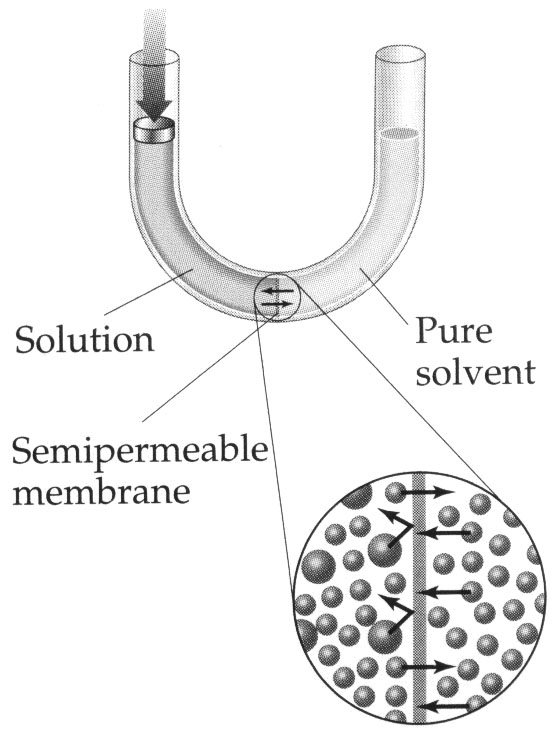 Solution
Pure
solvent
Semipermeable
membrane